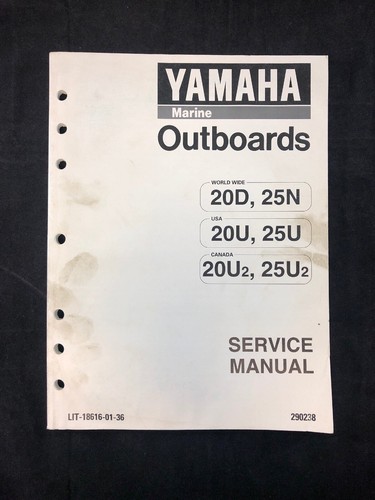 YAMAHA
Marine
Outboards
WORLD WIDE
20D, 25N
USA
20U, 25U
CANADA
20U2, 25U2
SERVICE
MANUAL
LIT-18616-01-36 290238